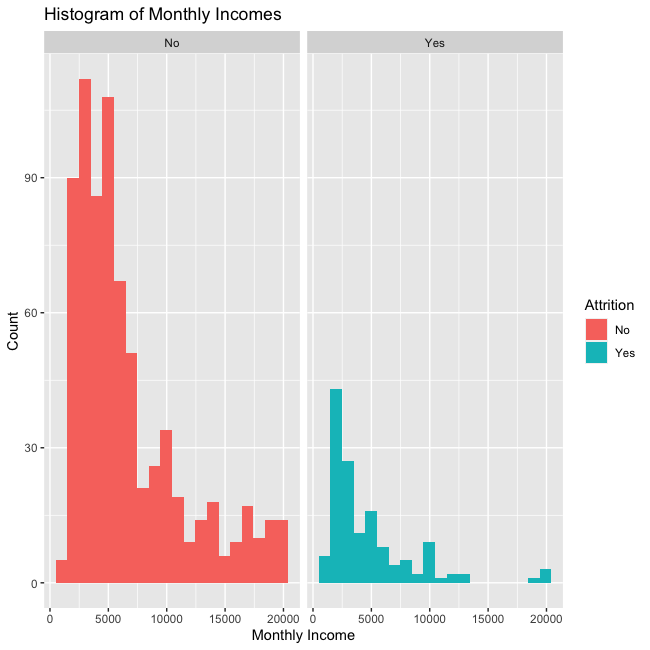 Histogram of Monthly Incomes
No
Yes
90
60
30
0
Count
0
5000
10000
15000
20000
0
5000
10000
15000
20000
Monthly Income
Attrition
No
Yes